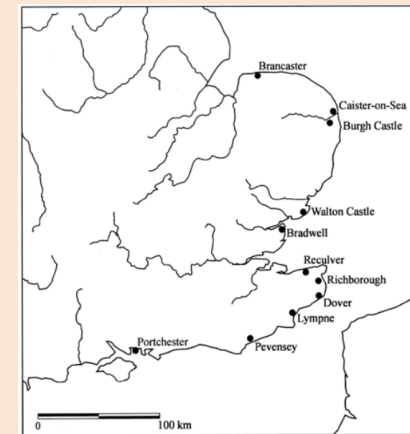 Brancaster
Caister-on-Sea
Burgh Castle
Walton Castle
Bradwell
Reculver
Richborough
Dover
Lympne
Portchester
Pevensey
0
100 km